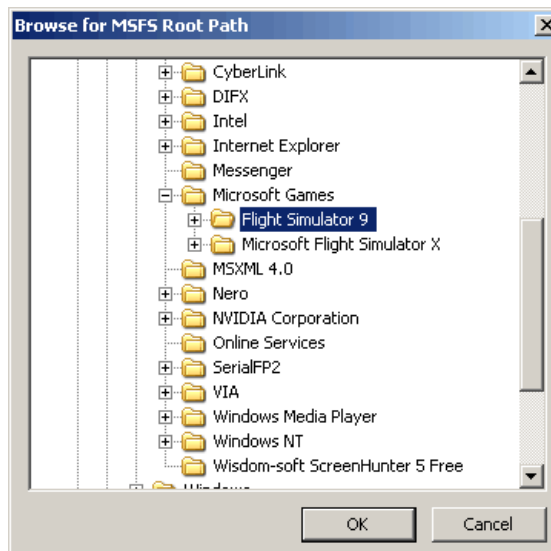 Browse for MSFS Root Path
CyberLink
DIFX
Intel
Internet Explorer
Messenger
Microsoft Games
Flight Simulator 9
Microsoft Flight Simulator X
MSXML 4.0
Nero
NVIDIA Corporation
Online Services
SerialFP2
VIA
Windows Media Player
Windows NT
Wisdom-soft ScreenHunter 5 Free
Windows
OK Cancel